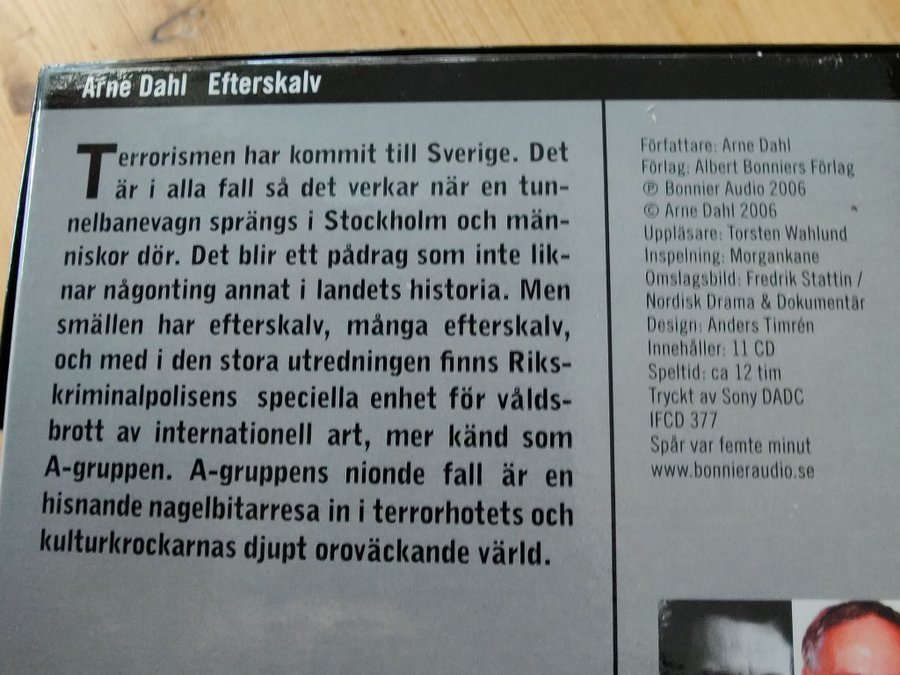 Arne Dahl Efterskalv
Terrorismen har kommit till Sverige. Det
är i alla fall så det verkar när en tun-
nelbanevagn sprängs i Stockholm och män-
niskor dör. Det blir ett pådrag som inte lik-
nar någonting annat i landets historia. Men
smällen har efterskalv, många efterskalv,
och med i den stora utredningen finns Riks-
kriminalpolisens speciella enhet för vålds-
brott av internationell art, mer känd som
A-gruppen. A-gruppens nionde fall är en
hisnande nagelbitarresa in i terrorhotets och
kulturkrockarnas djupt oroväckande värld.
Författare: Arne Dahl
Förlag: Albert Bonniers Förlag
℗ Bonnier Audio 2006
© Arne Dahl 2006
Uppläsare: Torsten Wahlund
Inspelning: Morgankane
Omslagsbild: Fredrik Stattin /
Nordisk Drama & Dokumentär
Design: Anders Timrén
Innehåller: 11 CD
Speltid: ca 12 tim
Tryckt av Sony DADC
IFCD 377
Spår var femte minut
www.bonnieraudio.se